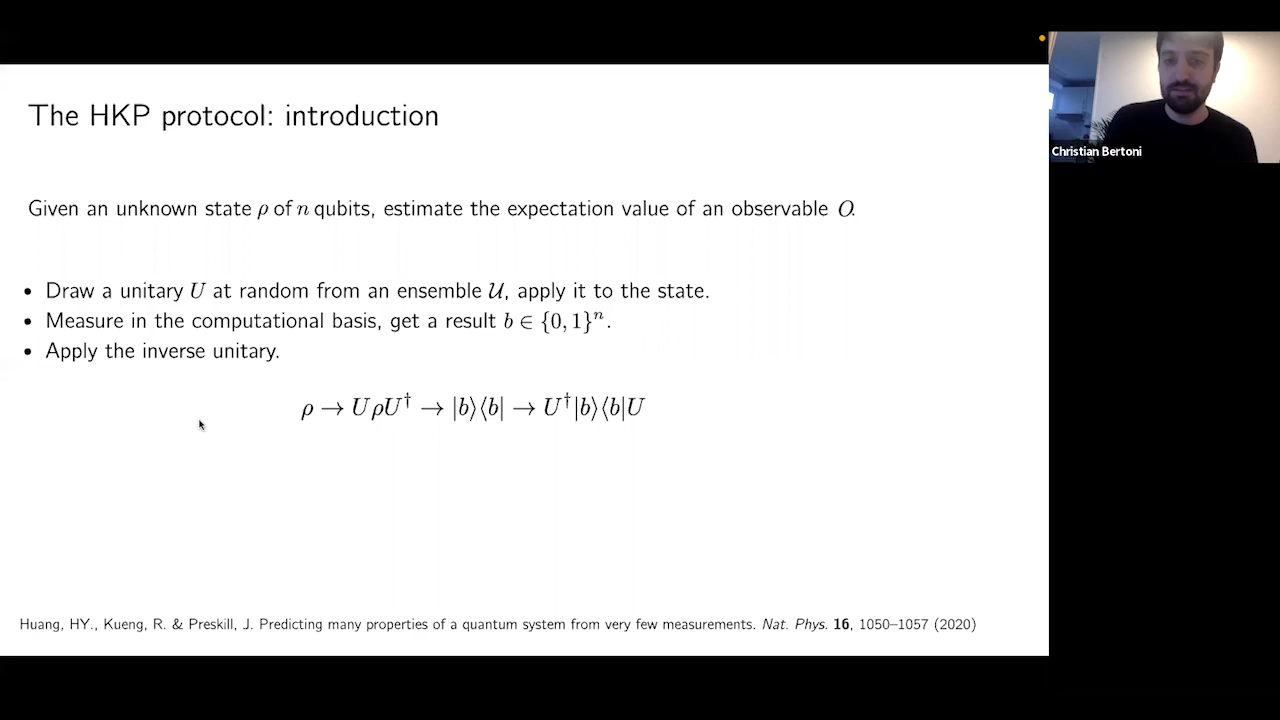 The HKP protocol: introduction
Christian Bertoni
Given an unknown state ρ of n qubits, estimate the expectation value of an observable O.
• Draw a unitary U at random from an ensemble 𝒰, apply it to the state.
• Measure in the computational basis, get a result b ∈ {0, 1}ⁿ.
• Apply the inverse unitary.
ρ → UρU† → |b⟩⟨b| → U†|b⟩⟨b|U
Huang, HY., Kueng, R. & Preskill, J. Predicting many properties of a quantum system from very few measurements. Nat. Phys. 16, 1050–1057 (2020)